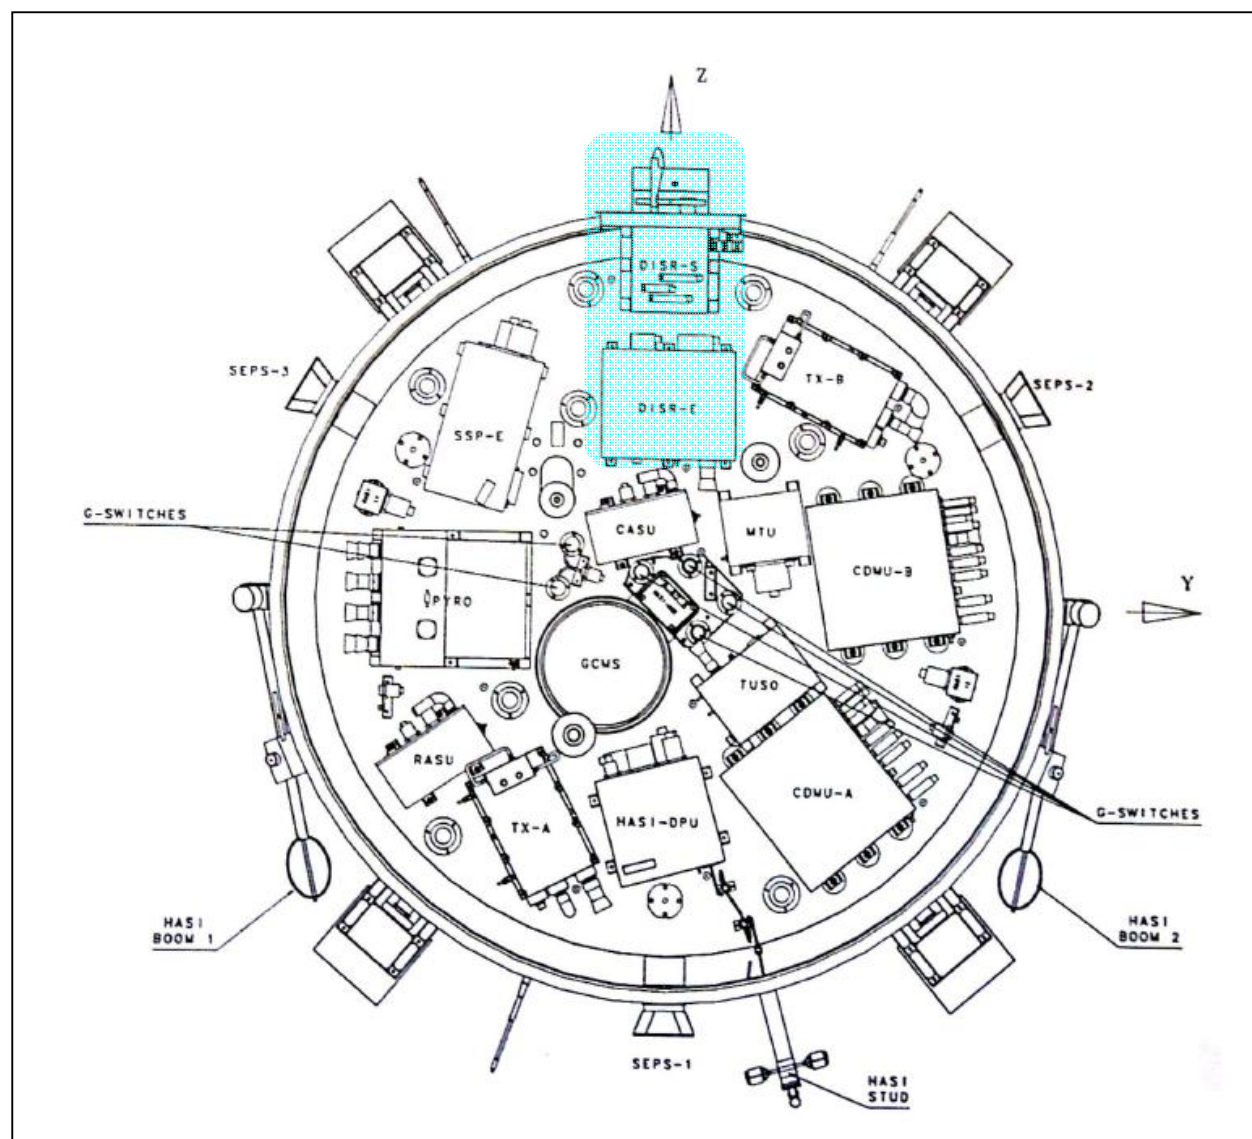 Z
DISR-S
SEPS-3
TX-B
SEPS-2
DISR-E
SSP-E
G-SWITCHES
CASU
MTU
CDMU-B
PYRO
Y
GCMS
TUSO
RASU
CDMU-A
TX-A
HASI-DPU
G-SWITCHES
HASI
BOOM 1
HASI
BOOM 2
SEPS-1
HASI
STUD